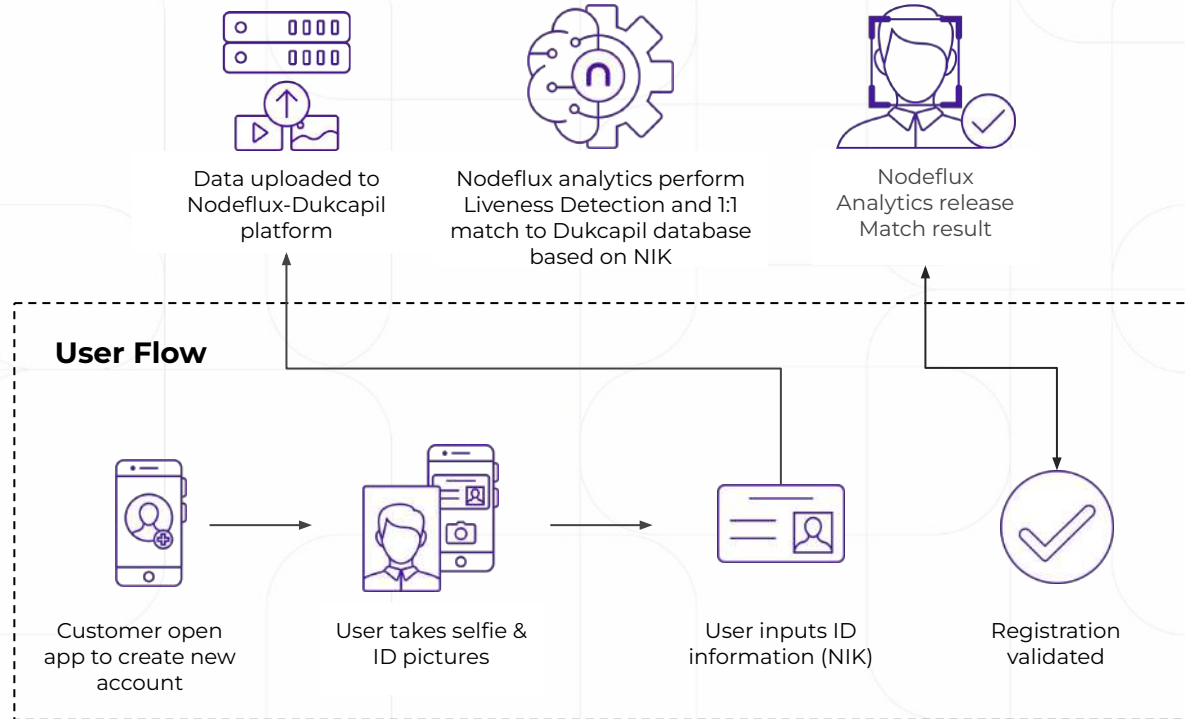 Data uploaded to
Nodeflux-Dukcapil
platform
Nodeflux analytics perform
Liveness Detection and 1:1
match to Dukcapil database
based on NIK
Nodeflux
Analytics release
Match result
User Flow
Customer open
app to create new
account
User takes selfie &
ID pictures
User inputs ID
information (NIK)
Registration
validated